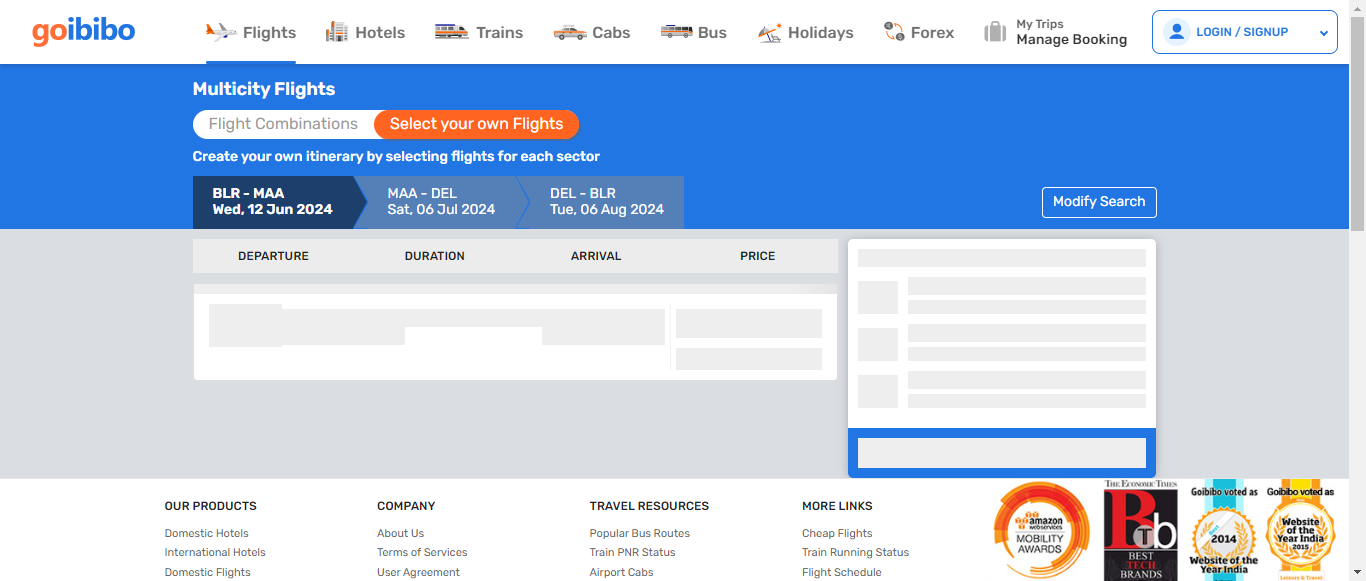 goibibo
Flights
Hotels
Trains
Cabs
Bus
Holidays
Forex
My Trips
Manage Booking
LOGIN / SIGNUP
Multicity Flights
Flight Combinations
Select your own Flights
Create your own itinerary by selecting flights for each sector
BLR - MAA
Wed, 12 Jun 2024
MAA - DEL
Sat, 06 Jul 2024
DEL - BLR
Tue, 06 Aug 2024
Modify Search
DEPARTURE
DURATION
ARRIVAL
PRICE
OUR PRODUCTS
Domestic Hotels
International Hotels
Domestic Flights
COMPANY
About Us
Terms of Services
User Agreement
TRAVEL RESOURCES
Popular Bus Routes
Train PNR Status
Airport Cabs
MORE LINKS
Cheap Flights
Train Running Status
Flight Schedule
amazon
web services
MOBILITY
AWARDS
THE ECONOMIC TIMES
BTb
BEST
TECH
BRANDS
Goibibo voted as
Best
2014
Website of the
Year India
Goibibo voted as
Website
of the
Year India
2015
Leisure & Travel